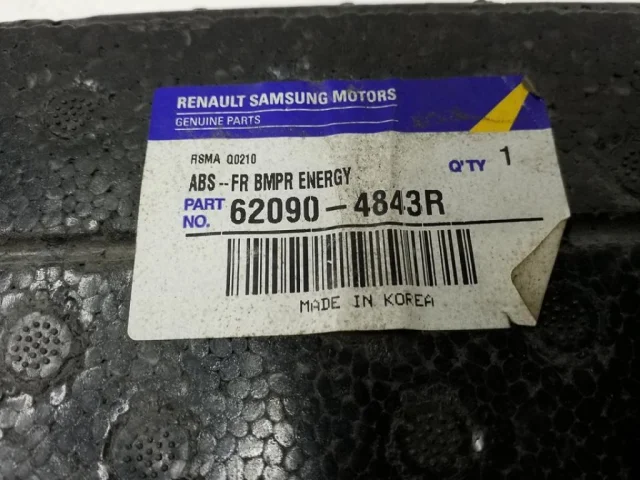 RENAULT SAMSUNG MOTORS
GENUINE PARTS
RSMA Q0210
ABS--FR BMPR ENERGY
Q'TY 1
PART NO. 62090-4843R
MADE IN KOREA